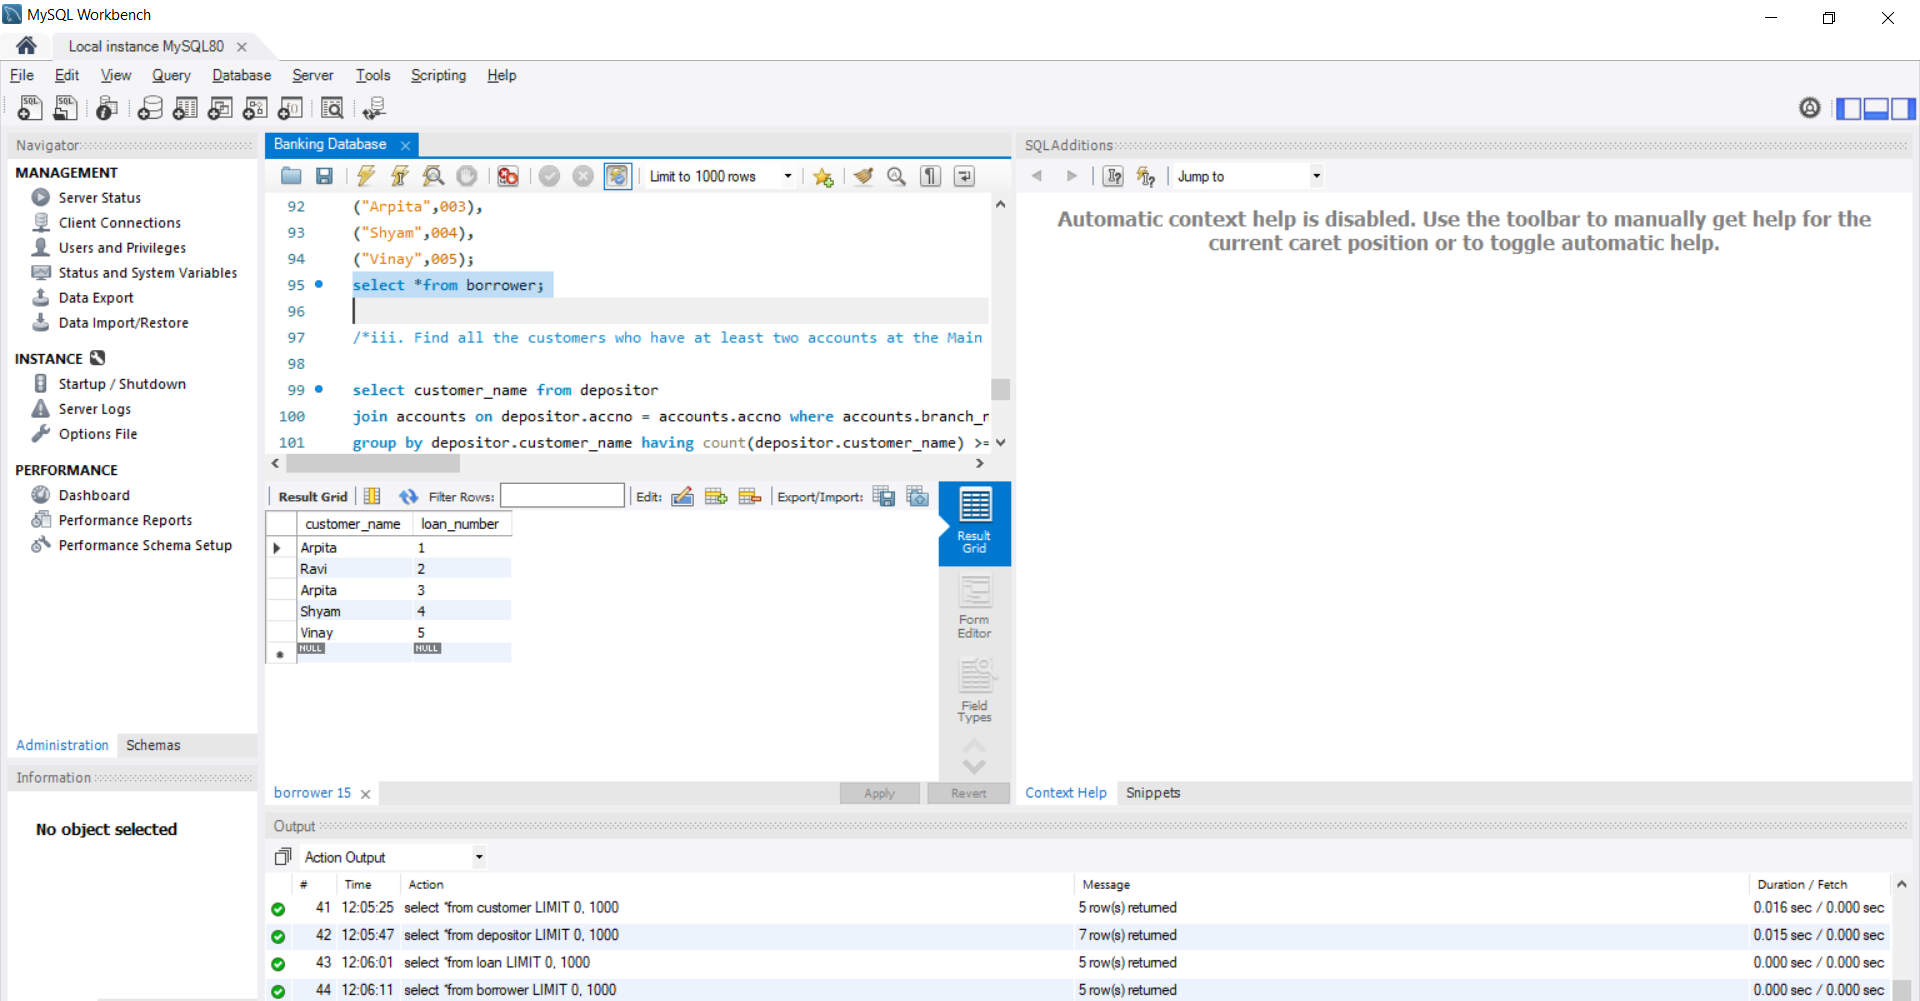 MySQL Workbench
Local instance MySQL80
File Edit View Query Database Server Tools Scripting Help
Navigator
MANAGEMENT
Server Status
Client Connections
Users and Privileges
Status and System Variables
Data Export
Data Import/Restore
INSTANCE
Startup / Shutdown
Server Logs
Options File
PERFORMANCE
Dashboard
Performance Reports
Performance Schema Setup
Administration Schemas
Information
No object selected
Banking Database
Limit to 1000 rows
92 ("Arpita",003),
93 ("Shyam",004),
94 ("Vinay",005);
95 select *from borrower;
96
97 /*iii. Find all the customers who have at least two accounts at the Main
98
99 select customer_name from depositor
100 join accounts on depositor.accno = accounts.accno where accounts.branch_n
101 group by depositor.customer_name having count(depositor.customer_name) >=
Result Grid Filter Rows: Edit: Export/Import:
customer_name loan_number
Arpita 1
Ravi 2
Arpita 3
Shyam 4
Vinay 5
NULL NULL
Result
Grid
Form
Editor
Field
Types
borrower 15 Apply Revert
SQLAdditions
Jump to
Automatic context help is disabled. Use the toolbar to manually get help for the
current caret position or to toggle automatic help.
Context Help Snippets
Output
Action Output
# Time Action Message Duration / Fetch
41 12:05:25 select *from customer LIMIT 0, 1000 5 row(s) returned 0.016 sec / 0.000 sec
42 12:05:47 select *from depositor LIMIT 0, 1000 7 row(s) returned 0.015 sec / 0.000 sec
43 12:06:01 select *from loan LIMIT 0, 1000 5 row(s) returned 0.000 sec / 0.000 sec
44 12:06:11 select *from borrower LIMIT 0, 1000 5 row(s) returned 0.000 sec / 0.000 sec